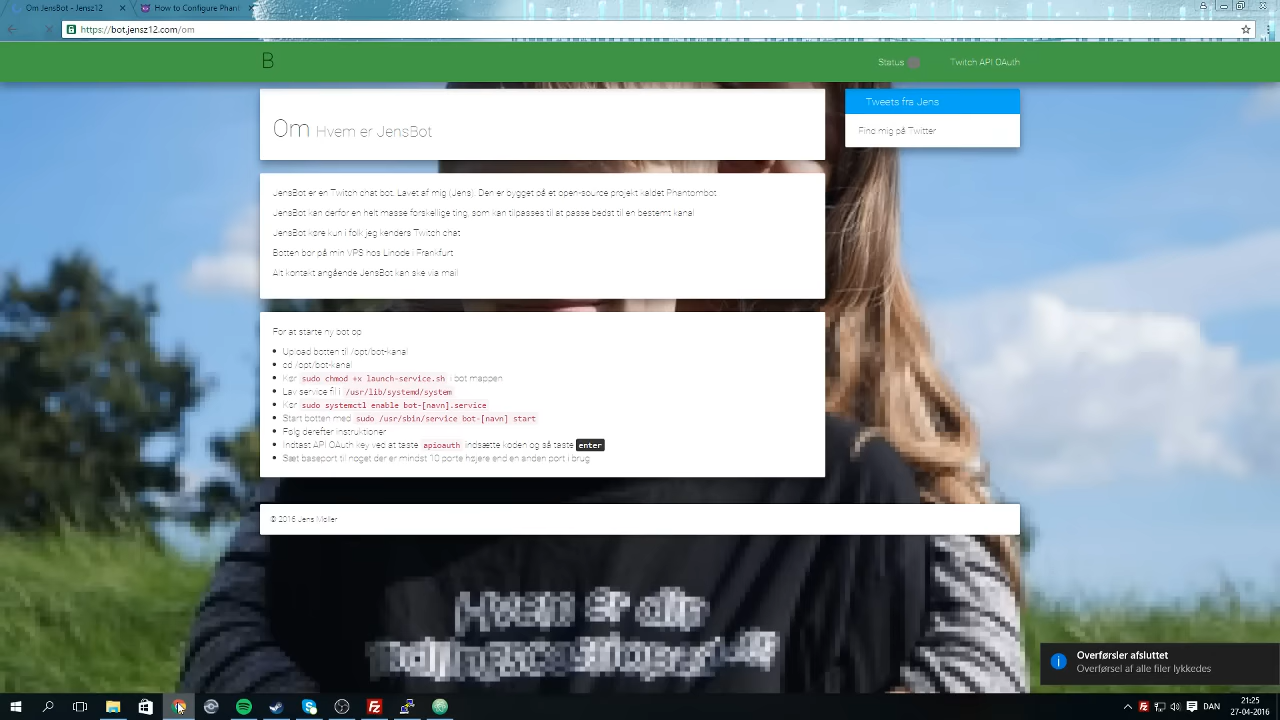 Om JensBot - Jensz12
How to Configure Phan
https://bot.jensz12.com/om
B
Status
Twitch API OAuth
Om Hvem er JensBot
Tweets fra Jens
Find mig på Twitter
JensBot er en Twitch chat bot. Lavet af mig (Jens). Den er bygget på et open-source projekt kaldet Phantombot
JensBot kan derfor en helt masse forskellige ting, som kan tilpasses til at passe bedst til en bestemt kanal
JensBot køre kun i folk jeg kenders Twitch chat
Botten bor på min VPS hos Linode i Frankfurt
Alt kontakt angående JensBot kan ske via mail
For at starte ny bot op
Upload botten til /opt/bot-kanal
cd /opt/bot-kanal
Kør sudo chmod +x launch-service.sh i bot mappen
Lav service fil i /usr/lib/systemd/system
Kør sudo systemctl enable bot-[navn].service
Start botten med sudo /usr/sbin/service bot-[navn] start
Følg derefter instruktioner
Indtast API OAuth key ved at taste apioauth indsætte koden og så taste enter
Sæt baseport til noget der er mindst 10 porte højere end en anden port i brug
© 2016 Jens Møller
Hvem er
Overførsler afsluttet
Overførsel af alle filer lykkedes
DAN
21:25
27-04-2016